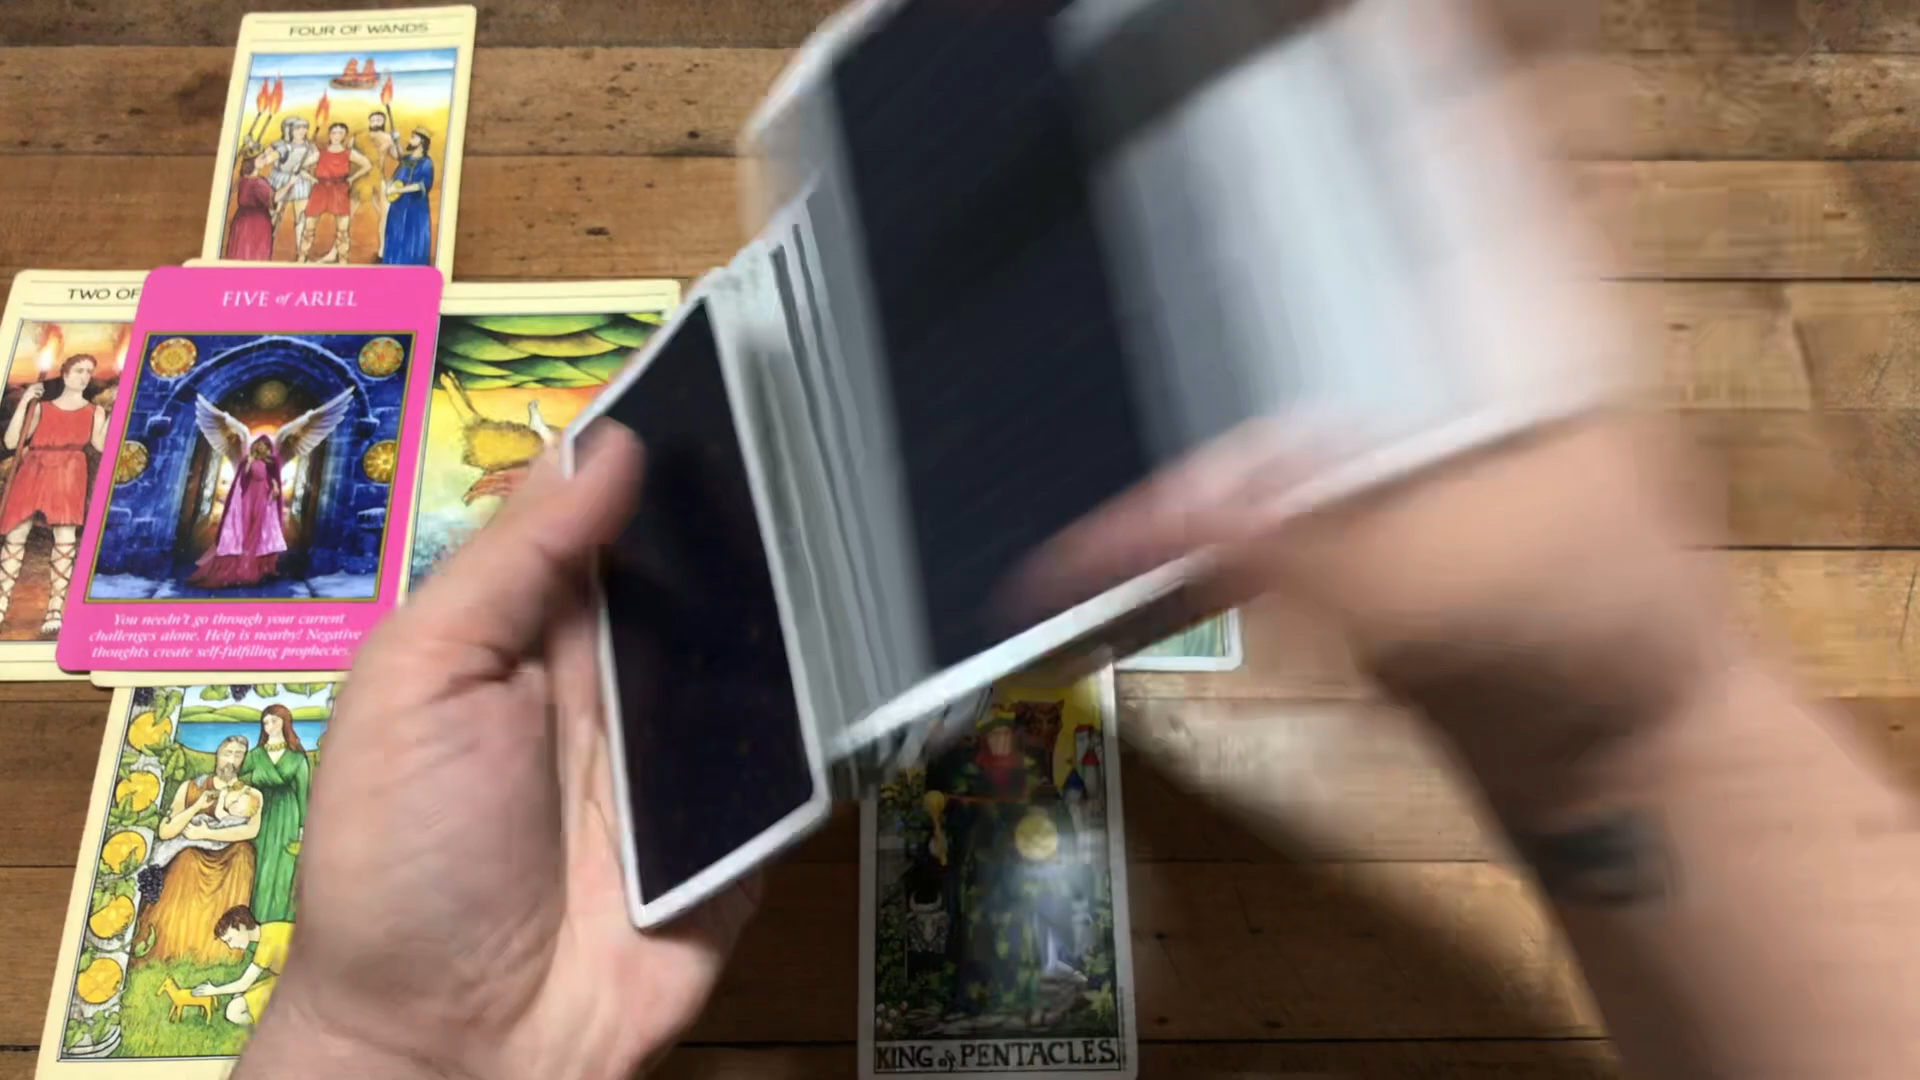 FOUR OF WANDS
TWO OF
FIVE of ARIEL
You needn't go through your current
challenges alone. Help is nearby! Negative
thoughts create self-fulfilling prophecies.
KING of PENTACLES.